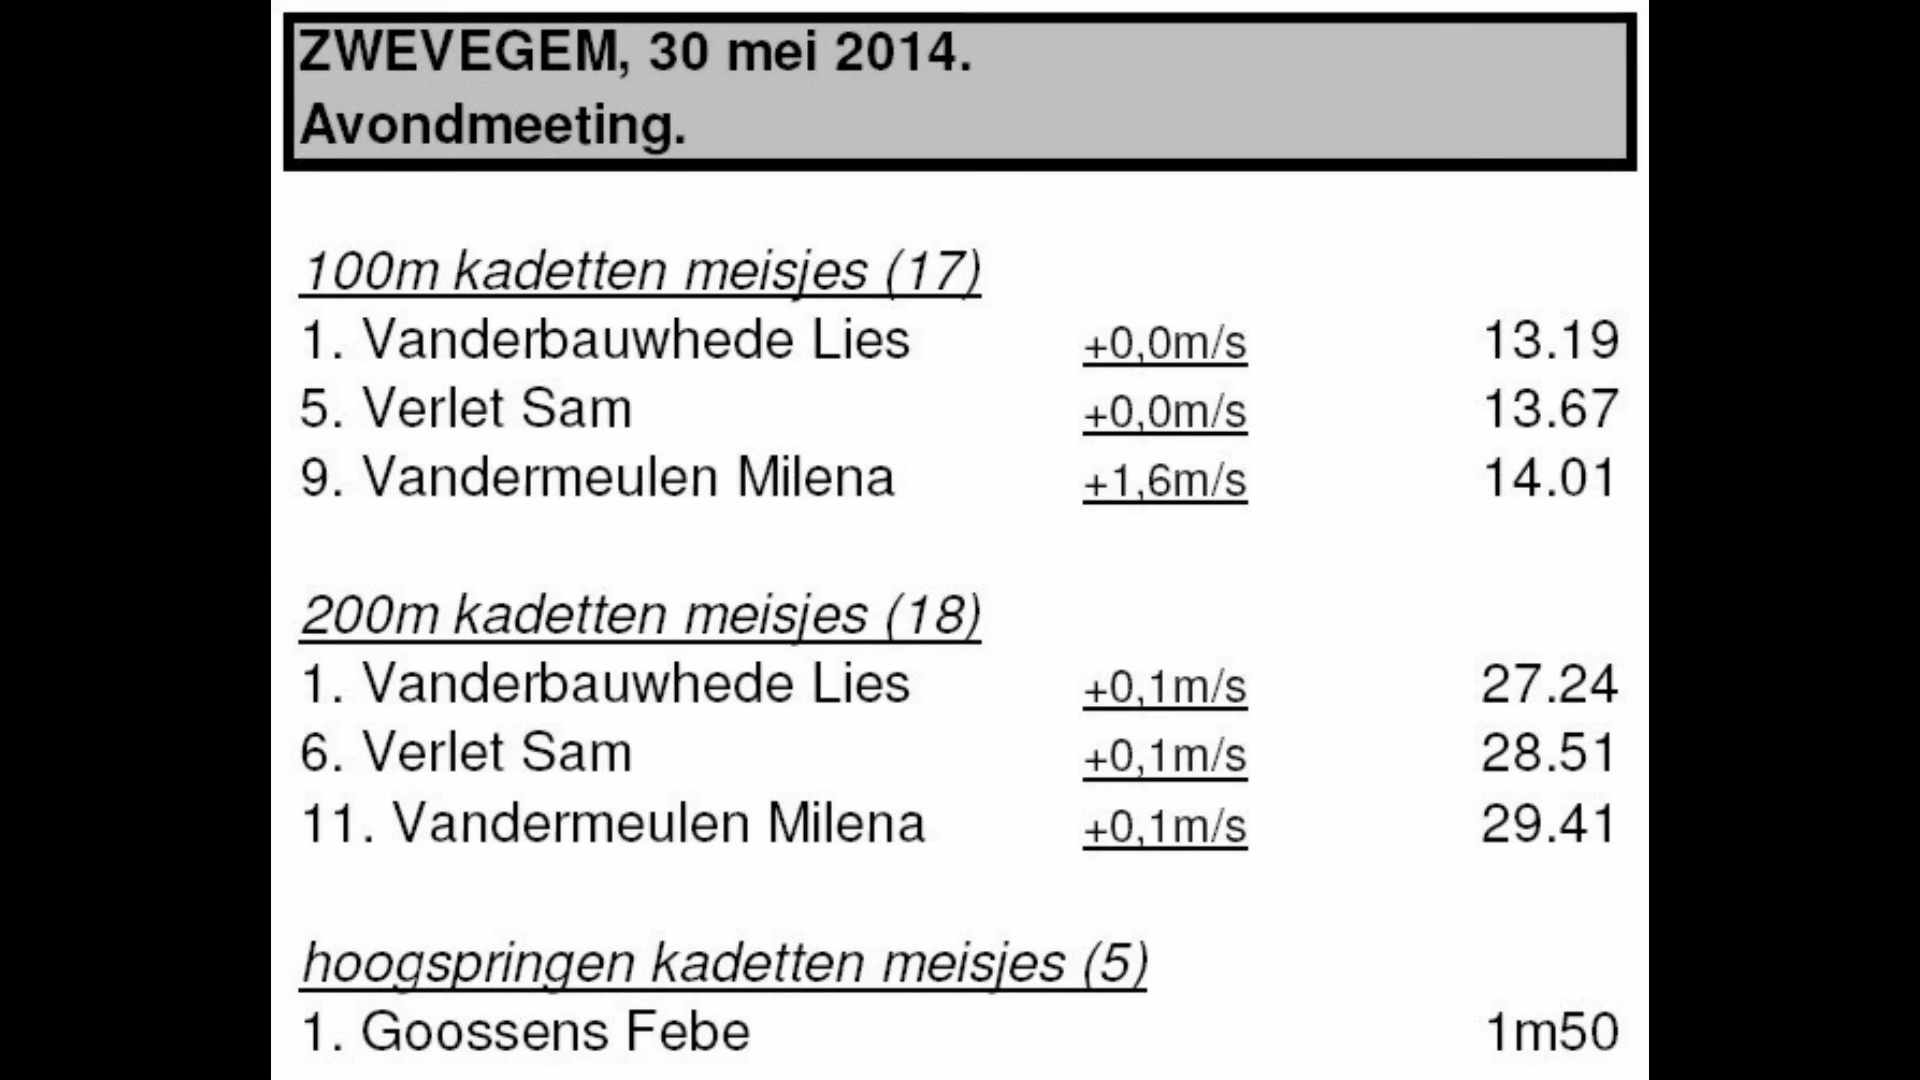 ZWEVEGEM, 30 mei 2014.
Avondmeeting.
100m kadetten meisjes (17)
1. Vanderbauwhede Lies +0,0m/s 13.19
5. Verlet Sam +0,0m/s 13.67
9. Vandermeulen Milena +1,6m/s 14.01
200m kadetten meisjes (18)
1. Vanderbauwhede Lies +0,1m/s 27.24
6. Verlet Sam +0,1m/s 28.51
11. Vandermeulen Milena +0,1m/s 29.41
hoogspringen kadetten meisjes (5)
1. Goossens Febe 1m50